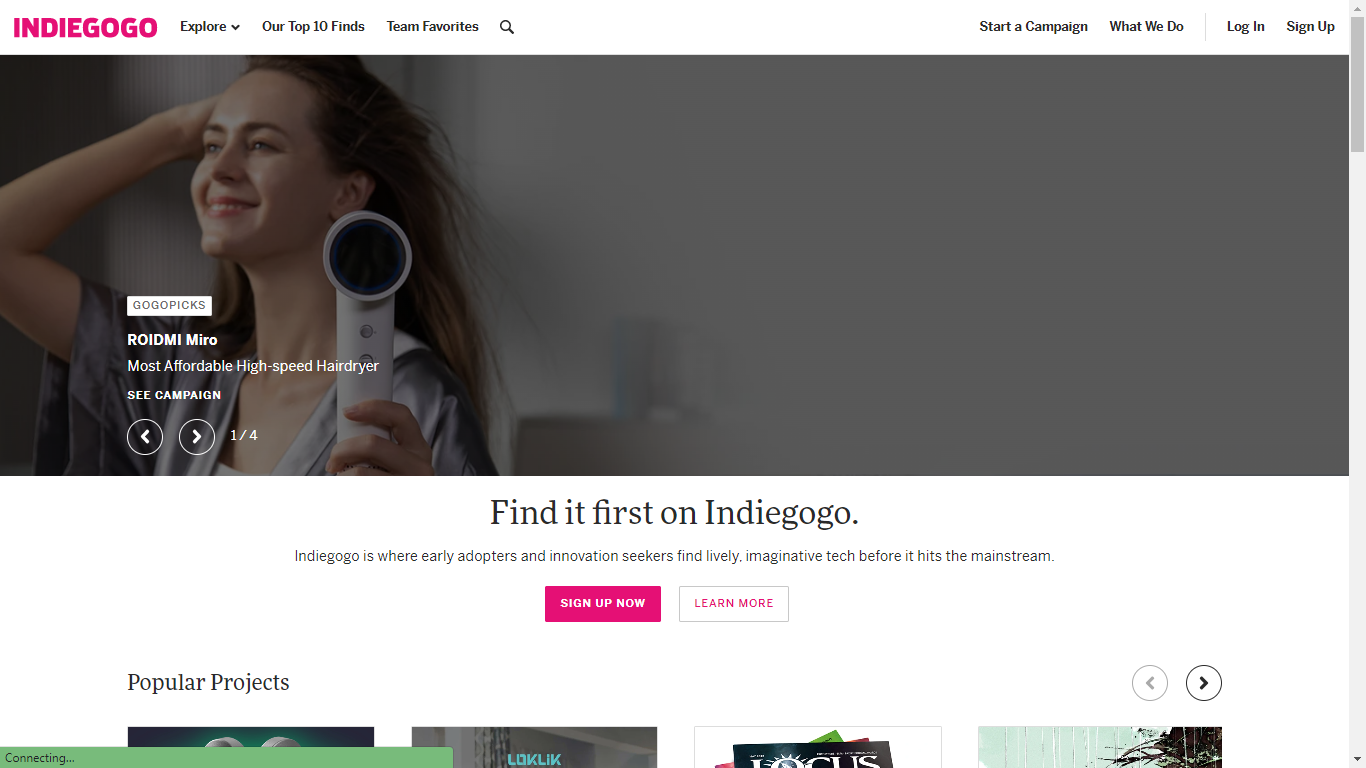 INDIEGOGO
Explore
Our Top 10 Finds
Team Favorites
Start a Campaign
What We Do
Log In
Sign Up
GOGOPICKS
ROIDMI Miro
Most Affordable High-speed Hairdryer
SEE CAMPAIGN
1 / 4
Find it first on Indiegogo.
Indiegogo is where early adopters and innovation seekers find lively, imaginative tech before it hits the mainstream.
SIGN UP NOW
LEARN MORE
Popular Projects
LOKLiK
LOCUS
Connecting...